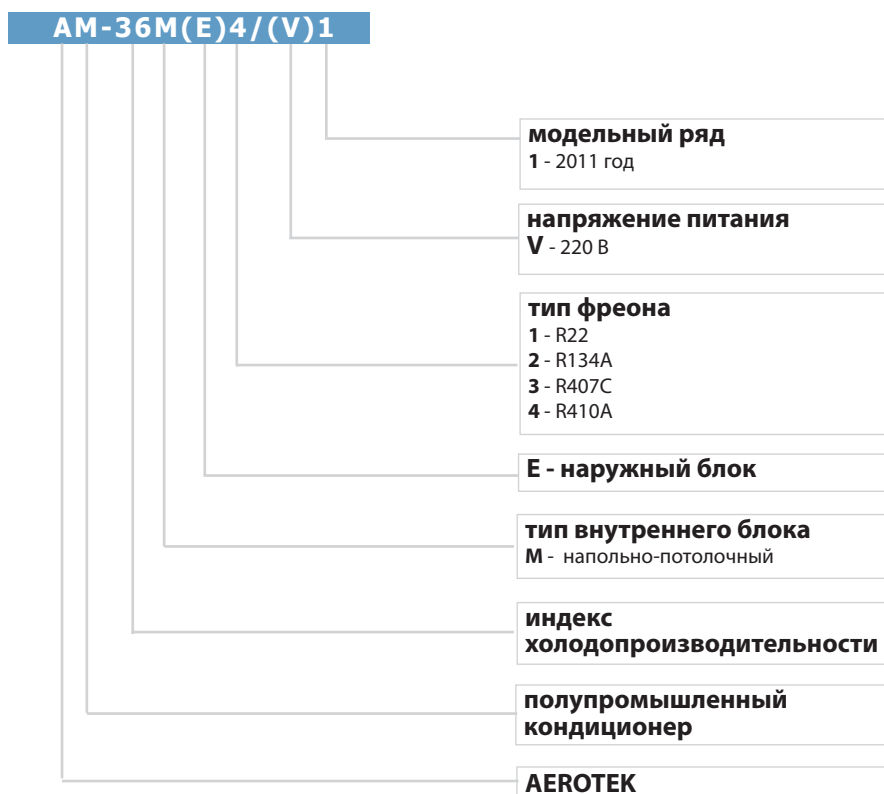 AM-36M(E)4/(V)1
модельный ряд
1 - 2011 год
напряжение питания
V - 220 В
тип фреона
1 - R22
2 - R134A
3 - R407C
4 - R410A
E - наружный блок
тип внутреннего блока
М - напольно-потолочный
индекс
холодопроизводительности
полупромышленный
кондиционер
AEROTEK